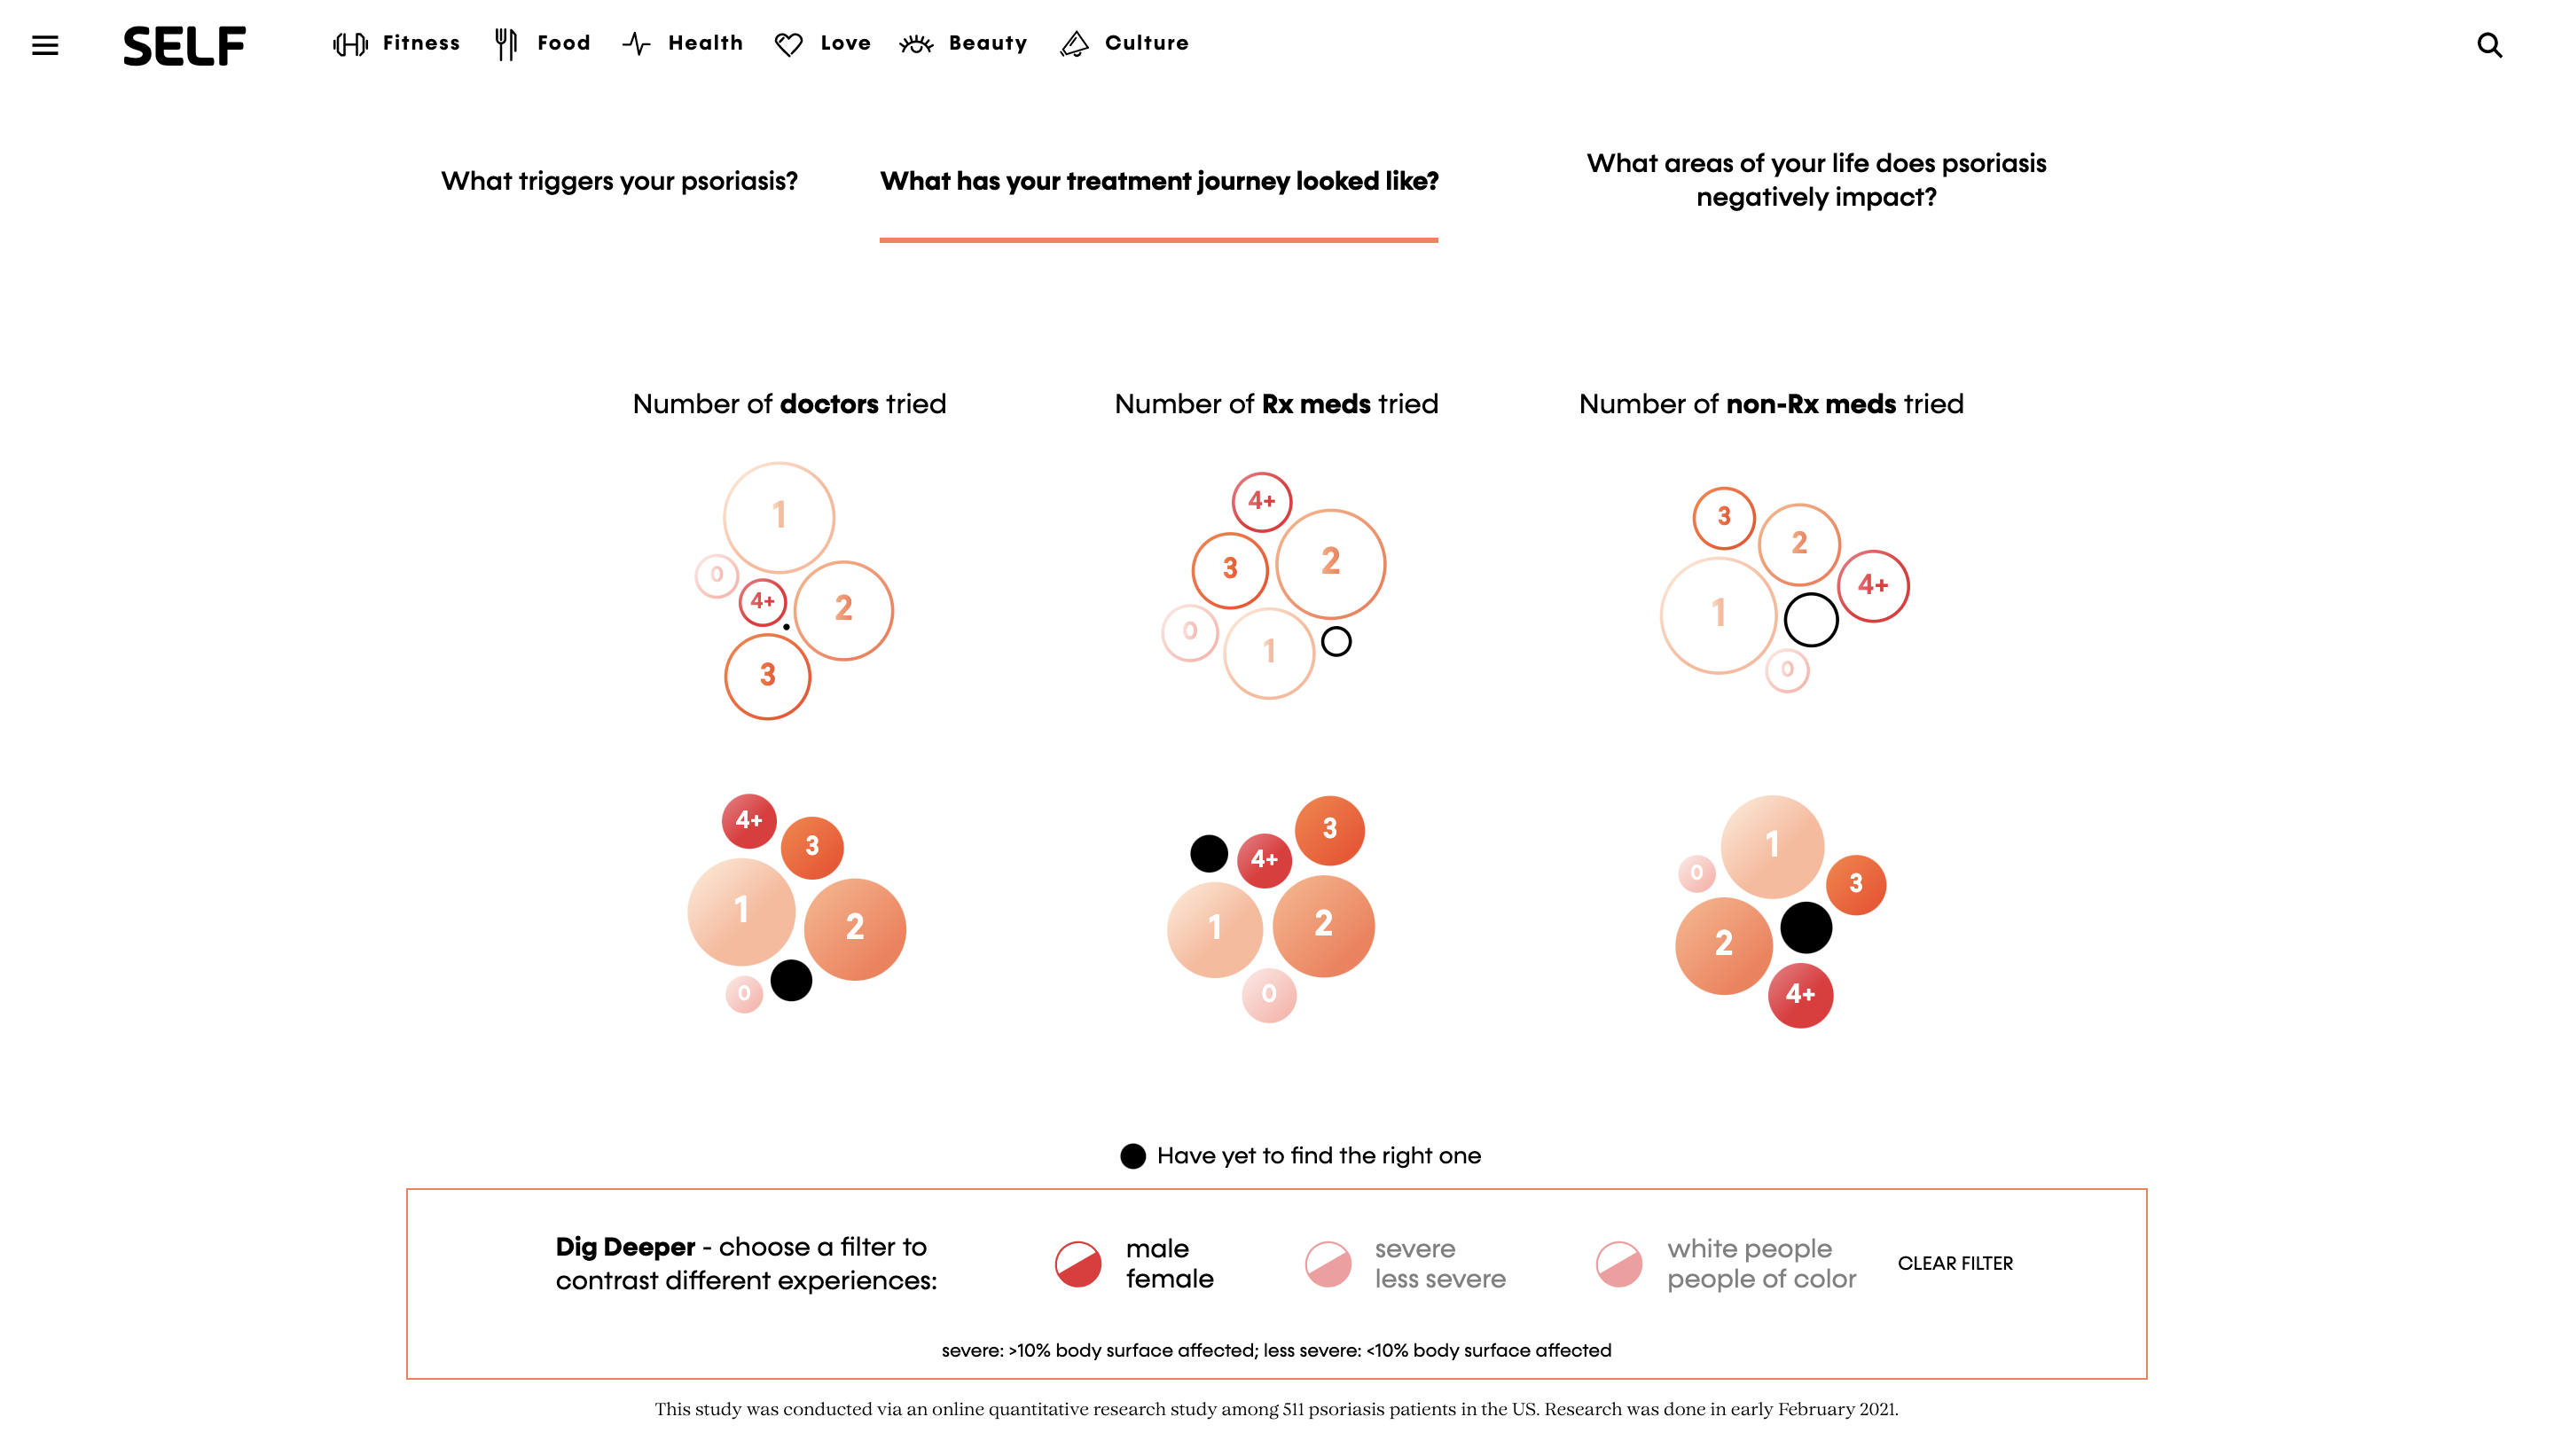 SELF
Fitness
Food
Health
Love
Beauty
Culture
What triggers your psoriasis?
What has your treatment journey looked like?
What areas of your life does psoriasis
negatively impact?
Number of doctors tried
Number of Rx meds tried
Number of non-Rx meds tried
1
0
4+
2
3
4+
2
3
0
1
3
2
4+
1
0
4+
3
1
2
0
3
4+
1
2
0
1
0
3
2
4+
Have yet to find the right one
Dig Deeper - choose a filter to
contrast different experiences:
male
female
severe
less severe
white people
people of color
CLEAR FILTER
severe: >10% body surface affected; less severe: <10% body surface affected
This study was conducted via an online quantitative research study among 511 psoriasis patients in the US. Research was done in early February 2021.